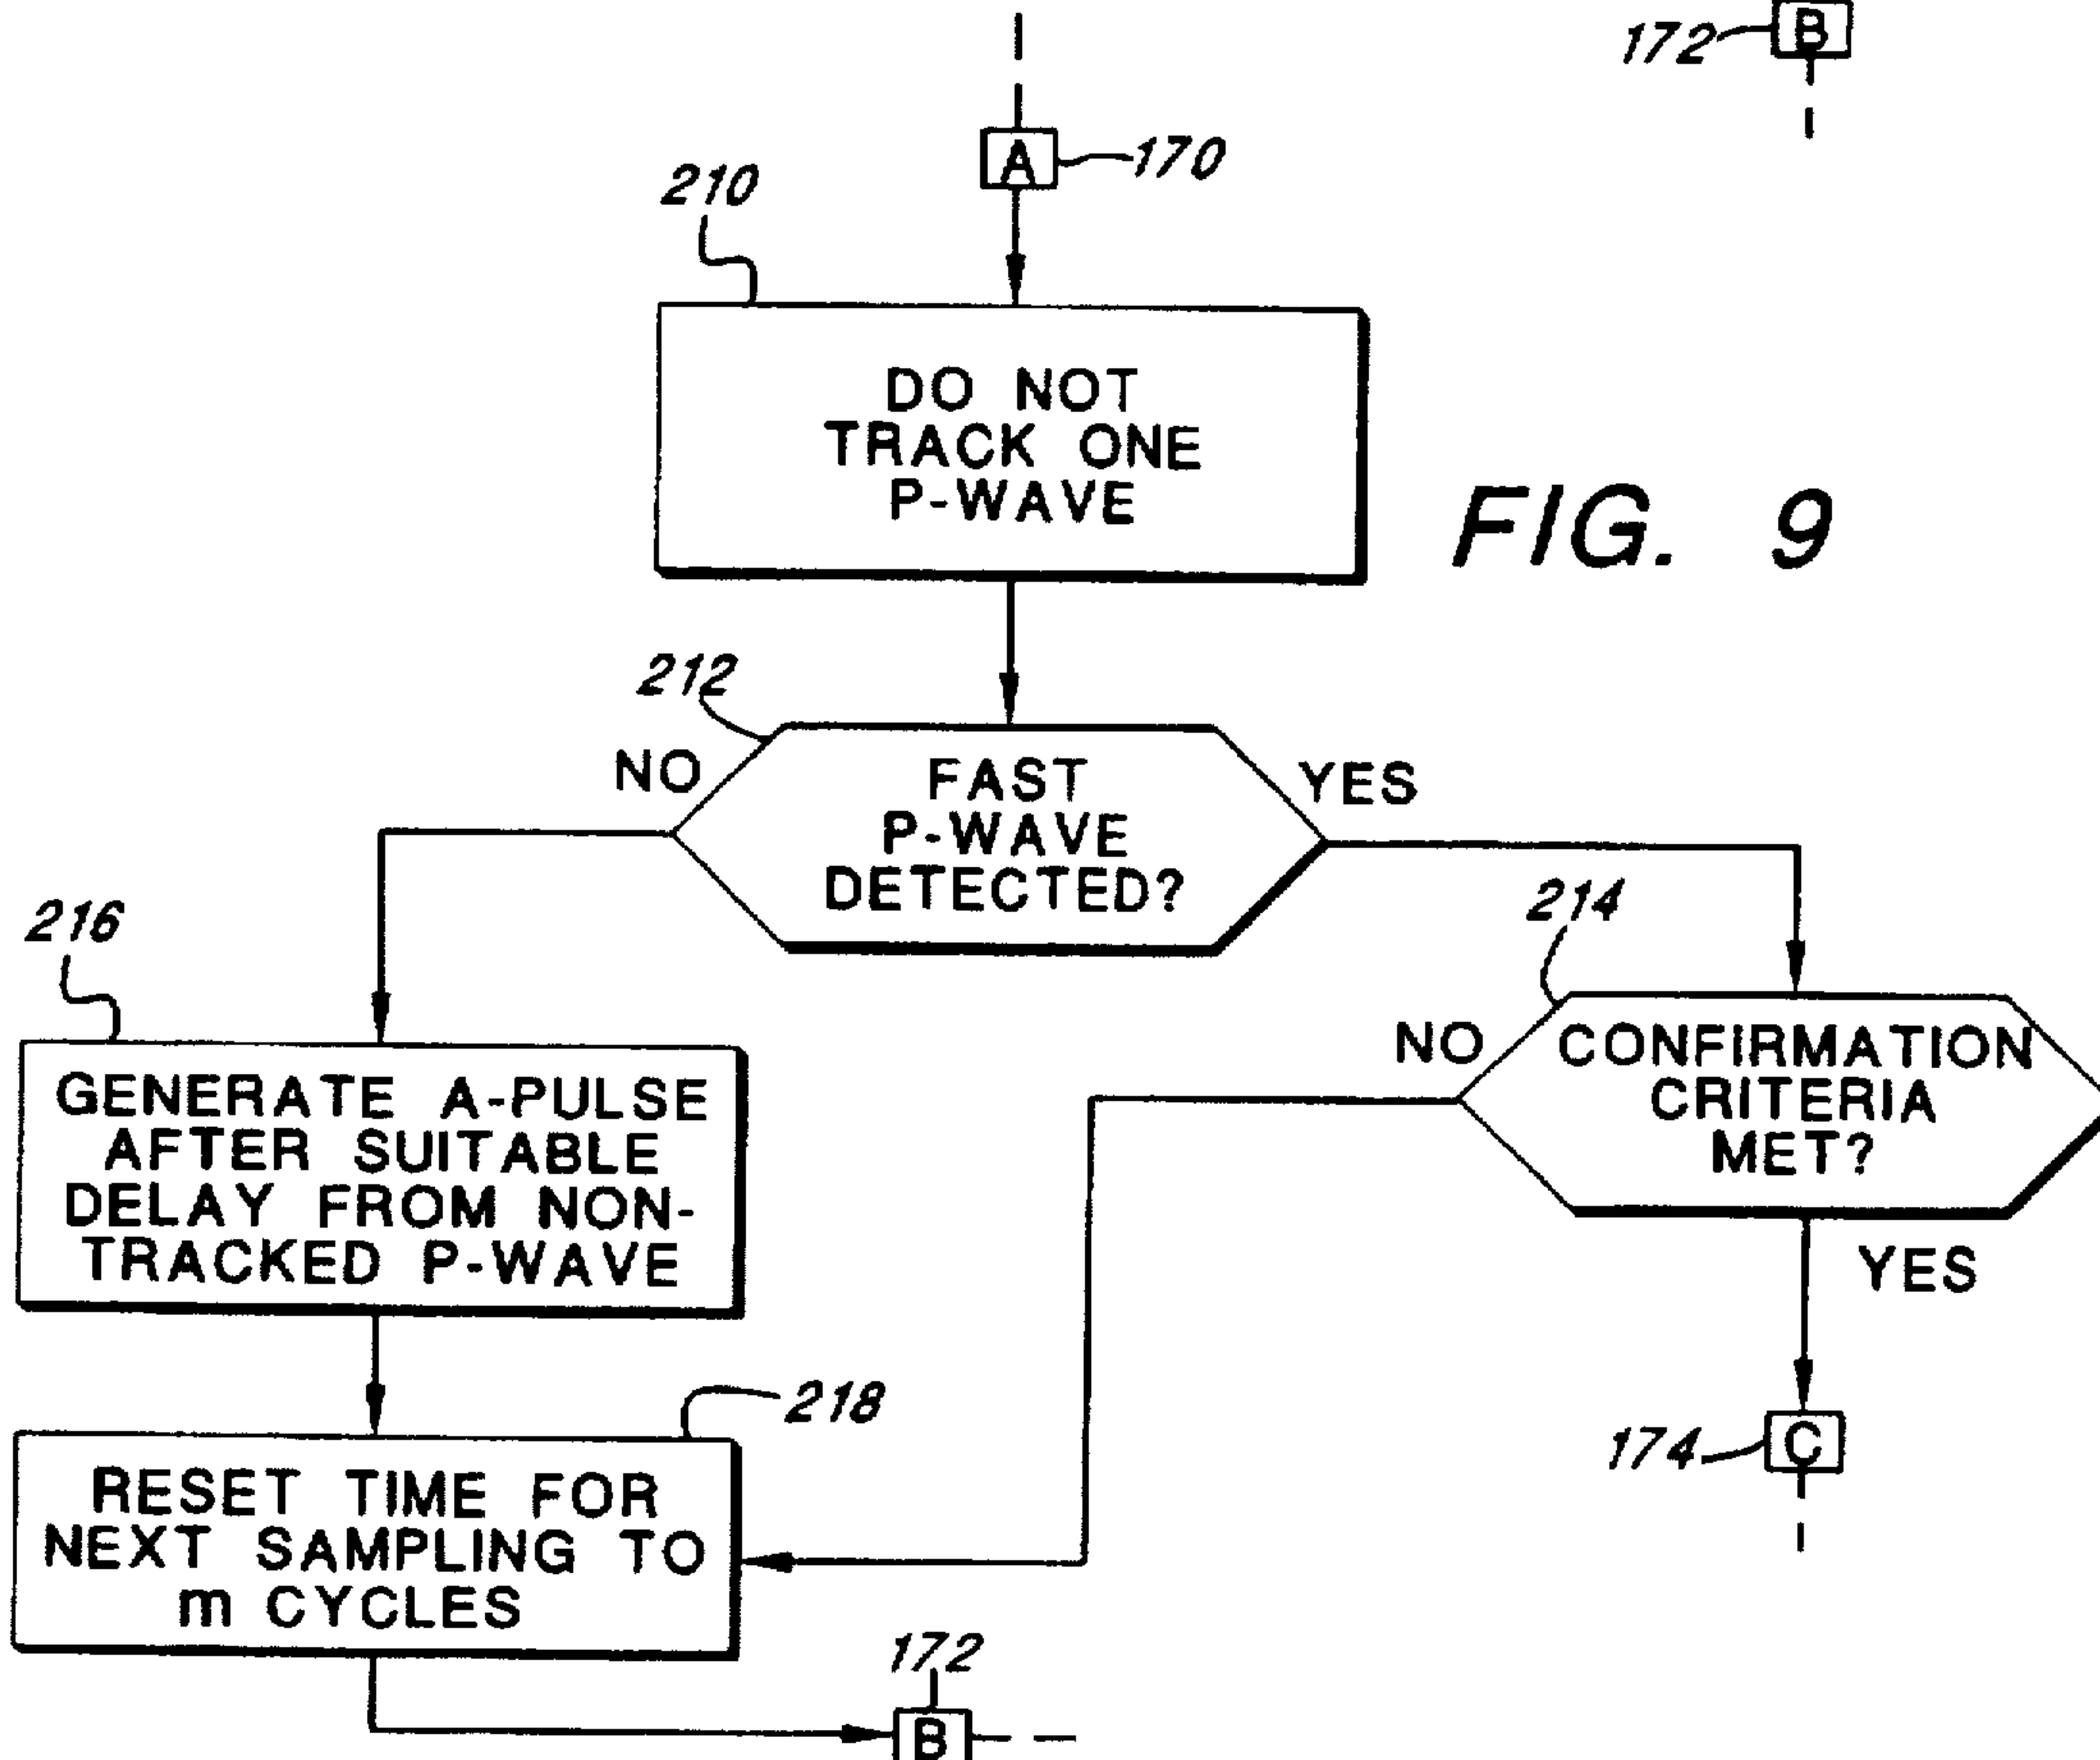 172
B
A
170
210
DO NOT
TRACK ONE
P-WAVE
FIG. 9
212
NO
FAST
P-WAVE
DETECTED?
YES
216
214
GENERATE A-PULSE
AFTER SUITABLE
DELAY FROM NON-
TRACKED P-WAVE
NO
CONFIRMATION
CRITERIA
MET?
YES
218
174
C
RESET TIME FOR
NEXT SAMPLING TO
m CYCLES
172
B